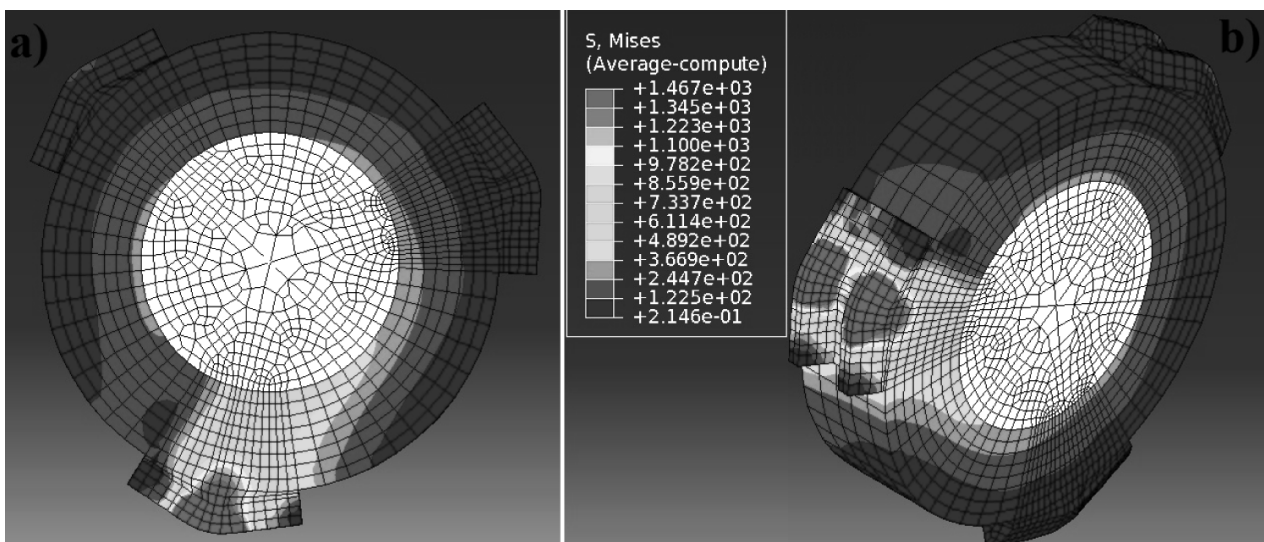 a)
S, Mises
(Average-compute)
+1.467e+03
+1.345e+03
+1.223e+03
+1.100e+03
+9.782e+02
+8.559e+02
+7.337e+02
+6.114e+02
+4.892e+02
+3.669e+02
+2.447e+02
+1.225e+02
+2.146e-01
b)